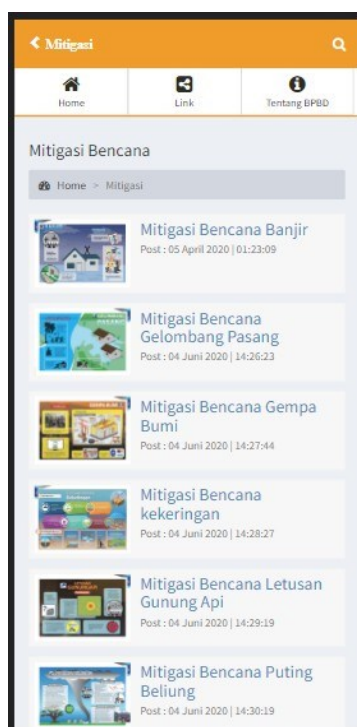 Mitigasi
Home
Link
Tentang BPBD
Mitigasi Bencana
Home > Mitigasi
Mitigasi Bencana Banjir
Post : 05 April 2020 | 01:23:09
Mitigasi Bencana
Gelombang Pasang
Post : 04 Juni 2020 | 14:26:23
Mitigasi Bencana Gempa
Bumi
Post : 04 Juni 2020 | 14:27:44
Mitigasi Bencana
kekeringan
Post : 04 Juni 2020 | 14:28:27
Mitigasi Bencana Letusan
Gunung Api
Post : 04 Juni 2020 | 14:29:19
Mitigasi Bencana Puting
Beliung
Post : 04 Juni 2020 | 14:30:19